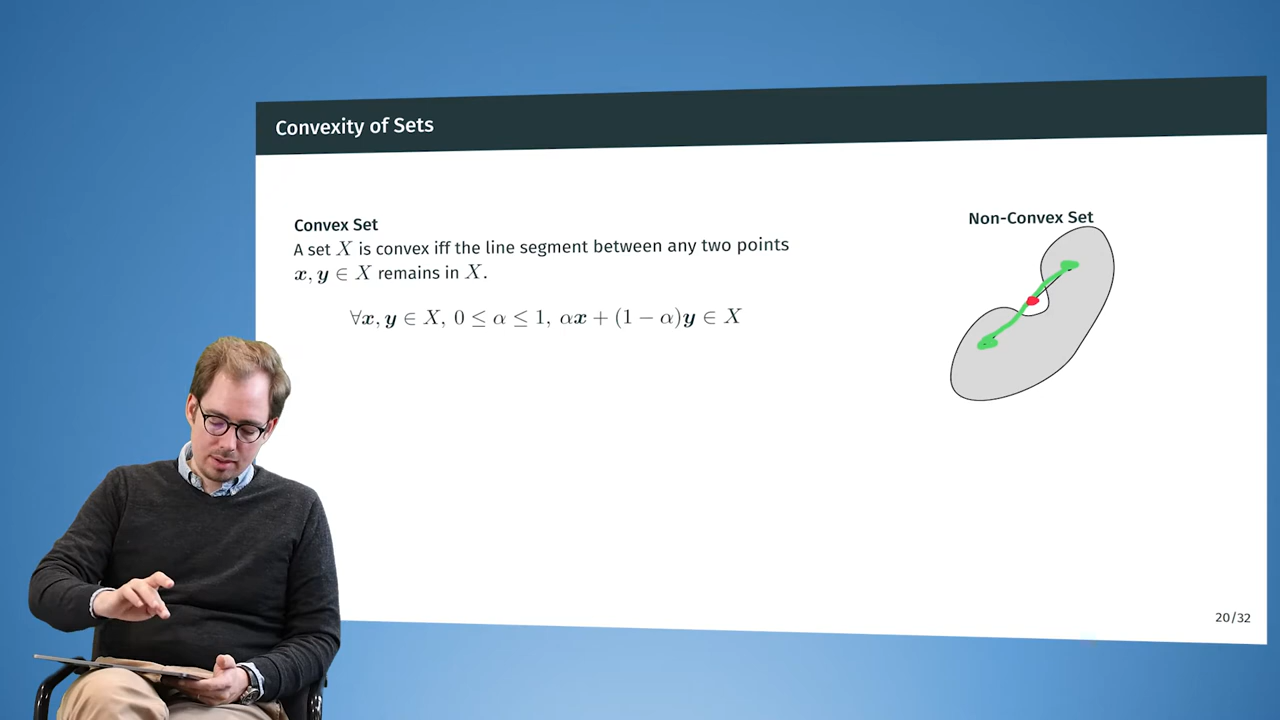 Convexity of Sets
Convex Set
A set X is convex iff the line segment between any two points
x, y ∈ X remains in X.
∀x, y ∈ X, 0 ≤ α ≤ 1, αx + (1 − α)y ∈ X
Non-Convex Set
20/32